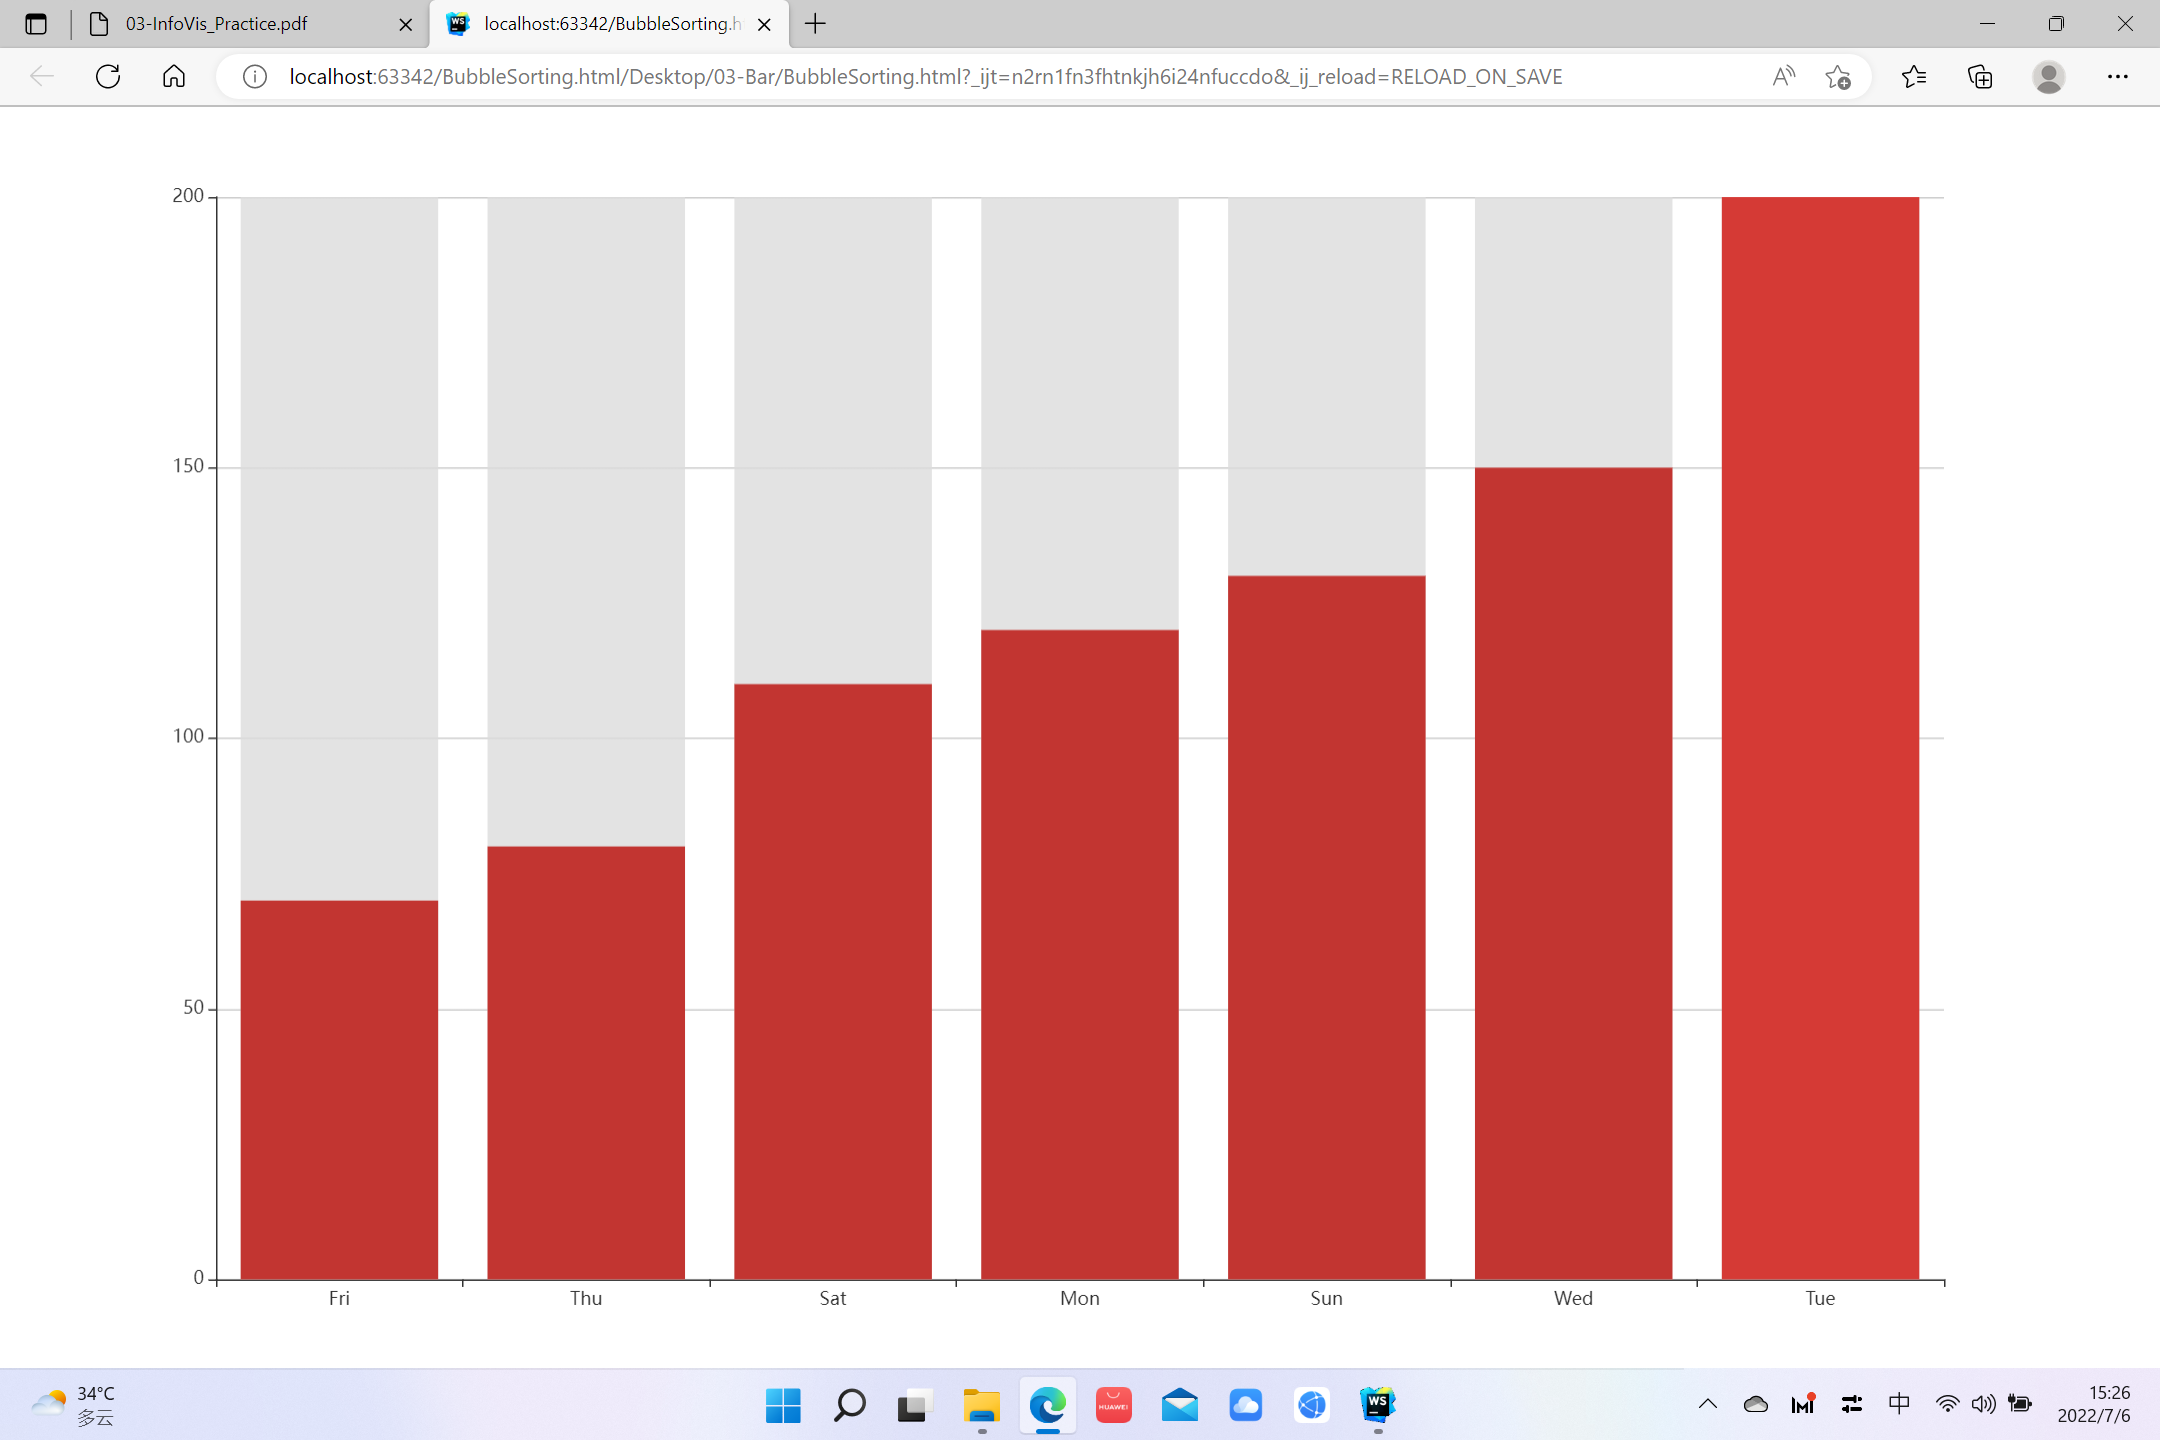 03-InfoVis_Practice.pdf
localhost:63342/BubbleSorting.h
localhost:63342/BubbleSorting.html/Desktop/03-Bar/BubbleSorting.html?_ijt=n2rn1fn3fhtnkjh6i24nfuccdo&_ij_reload=RELOAD_ON_SAVE
200
150
100
50
0
Fri Thu Sat Mon Sun Wed Tue
34°C
多云
HUAWEI
WS
中
15:26
2022/7/6